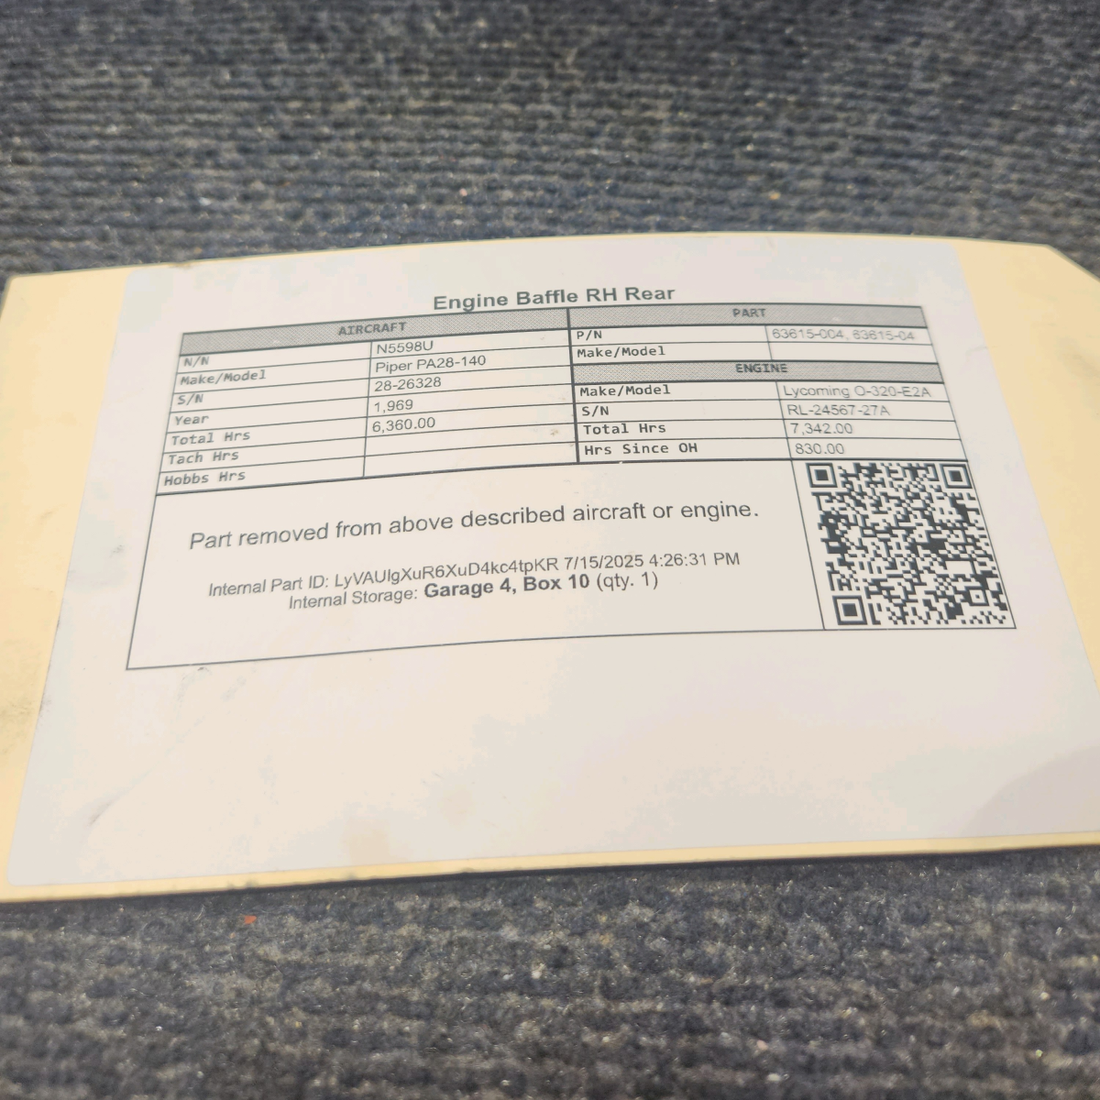 Engine Baffle RH Rear
AIRCRAFT
N/N N5598U
Make/Model Piper PA28-140
S/N 28-26328
Year 1,969
Total Hrs 6,360.00
Tach Hrs
Hobbs Hrs
PART
P/N 63615-004, 63615-04
Make/Model
ENGINE
Make/Model Lycoming O-320-E2A
S/N RL-24567-27A
Total Hrs 7,342.00
Hrs Since OH 830.00
Part removed from above described aircraft or engine.
Internal Part ID: LyVAUIgXuR6XuD4kc4tpKR 7/15/2025 4:26:31 PM
Internal Storage: Garage 4, Box 10 (qty. 1)